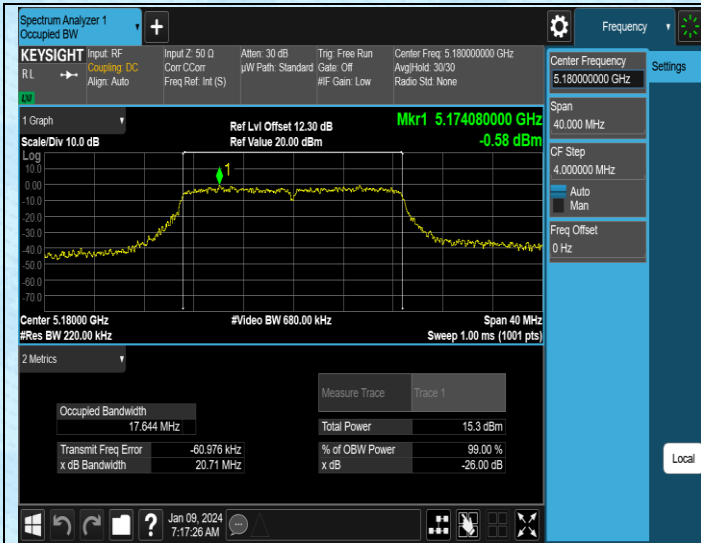 Spectrum Analyzer 1
Occupied BW
+
Frequency
KEYSIGHT
RL
LXI
Input: RF
Coupling: DC
Align: Auto
Input Z: 50 Ω
Corr CCorr
Freq Ref: Int (S)
Atten: 30 dB
µW Path: Standard
Trig: Free Run
Gate: Off
#IF Gain: Low
Center Freq: 5.180000000 GHz
Avg|Hold: 30/30
Radio Std: None
Center Frequency
5.180000000 GHz
Settings
Span
40.000 MHz
CF Step
4.000000 MHz
Auto
Man
Freq Offset
0 Hz
Local
1 Graph
Scale/Div 10.0 dB
Ref Lvl Offset 12.30 dB
Ref Value 20.00 dBm
Mkr1 5.174080000 GHz
-0.58 dBm
Log
10.0
0.00
-10.0
-20.0
-30.0
-40.0
-50.0
-60.0
-70.0
1
Center 5.18000 GHz
#Res BW 220.00 kHz
#Video BW 680.00 kHz
Span 40 MHz
Sweep 1.00 ms (1001 pts)
2 Metrics
Measure Trace
Trace 1
Occupied Bandwidth
17.644 MHz
Total Power
15.3 dBm
Transmit Freq Error
-60.976 kHz
% of OBW Power
99.00 %
x dB Bandwidth
20.71 MHz
x dB
-26.00 dB
?
Jan 09, 2024
7:17:26 AM